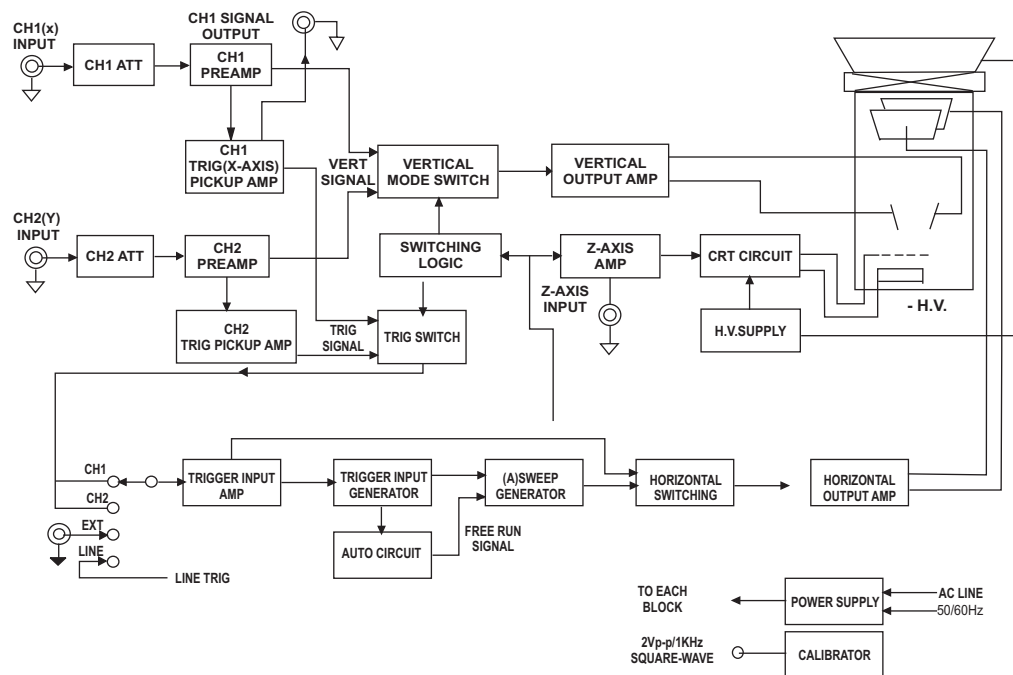 CH1(x)
INPUT
CH1 SIGNAL
OUTPUT
CH1 ATT
CH1
PREAMP
CH1
TRIG(X-AXIS)
PICKUP AMP
VERT
SIGNAL
VERTICAL
MODE SWITCH
VERTICAL
OUTPUT AMP
CH2(Y)
INPUT
CH2 ATT
CH2
PREAMP
SWITCHING
LOGIC
Z-AXIS
AMP
CRT CIRCUIT
Z-AXIS
INPUT
- H.V.
CH2
TRIG PICKUP AMP
TRIG
SIGNAL
TRIG SWITCH
H.V.SUPPLY
CH1
CH2
EXT
LINE
LINE TRIG
TRIGGER INPUT
AMP
TRIGGER INPUT
GENERATOR
(A)SWEEP
GENERATOR
HORIZONTAL
SWITCHING
HORIZONTAL
OUTPUT AMP
AUTO CIRCUIT
FREE RUN
SIGNAL
TO EACH
BLOCK
POWER SUPPLY
AC LINE
50/60Hz
2Vp-p/1KHz
SQUARE-WAVE
CALIBRATOR